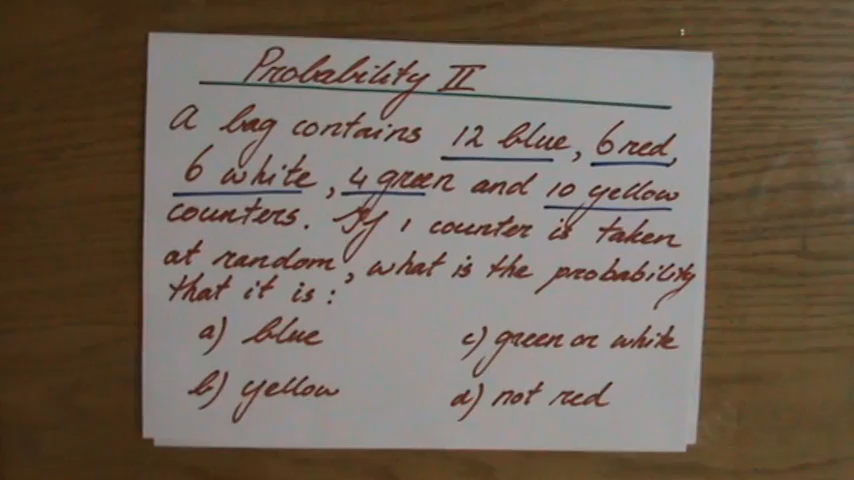 Probability II
A bag contains 12 blue, 6 red,
6 white, 4 green and 10 yellow
counters. If 1 counter is taken
at random, what is the probability
that it is:
a) blue c) green or white
b) yellow d) not red